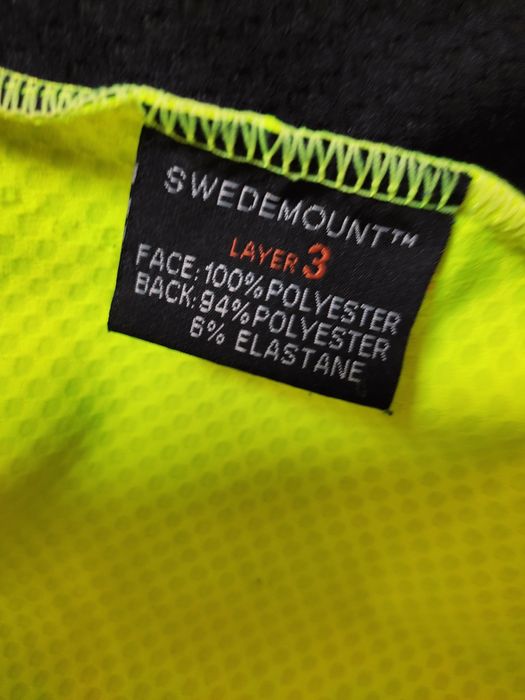 SWEDEMOUNT™
LAYER 3
FACE: 100% POLYESTER
BACK: 94% POLYESTER
6% ELASTANE